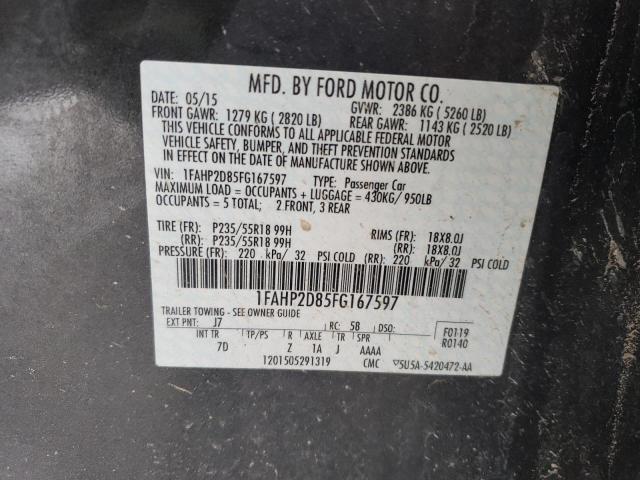 MFD. BY FORD MOTOR CO.
DATE: 05/15 GVWR: 2386 KG ( 5260 LB)
FRONT GAWR: 1279 KG ( 2820 LB) REAR GAWR: 1143 KG ( 2520 LB)
THIS VEHICLE CONFORMS TO ALL APPLICABLE FEDERAL MOTOR
VEHICLE SAFETY, BUMPER, AND THEFT PREVENTION STANDARDS
IN EFFECT ON THE DATE OF MANUFACTURE SHOWN ABOVE.
VIN: 1FAHP2D85FG167597 TYPE: Passenger Car
MAXIMUM LOAD = OCCUPANTS + LUGGAGE = 430KG/ 950LB
OCCUPANTS = 5 TOTAL; 2 FRONT, 3 REAR
TIRE (FR): P235/55R18 99H RIMS (FR): 18X8.0J
(RR): P235/55R18 99H (RR): 18X8.0J
PRESSURE (FR): 220 kPa/ 32 PSI COLD (RR): 220 kPa/ 32 PSI COLD
1FAHP2D85FG167597
TRAILER TOWING - SEE OWNER GUIDE
EXT PNT: J7 RC: 58 DSO: F0119
INT TR TP/PS R AXLE TR SPR R0140
7D Z 1A J AAAA
1201505291319 CMC 5U5A-5420472-AA